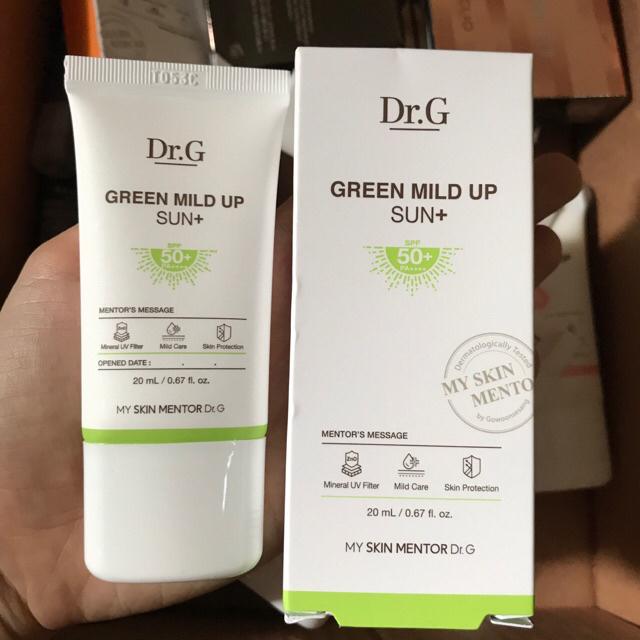 T053C
Dr.G
GREEN MILD UP
SUN+
SPF
50+
PA++++
MENTOR'S MESSAGE
Mineral UV Filter
Mild Care
Skin Protection
OPENED DATE : . .
20 mL / 0.67 fl. oz.
MY SKIN MENTOR Dr.G
Dr.G
GREEN MILD UP
SUN+
SPF
50+
PA++++
Dermatologically Tested
MY SKIN
MENTO
by Gowoonsesang
MENTOR'S MESSAGE
ZnO
Mineral UV Filter
Mild Care
Skin Protection
20 mL / 0.67 fl. oz.
MY SKIN MENTOR Dr.G